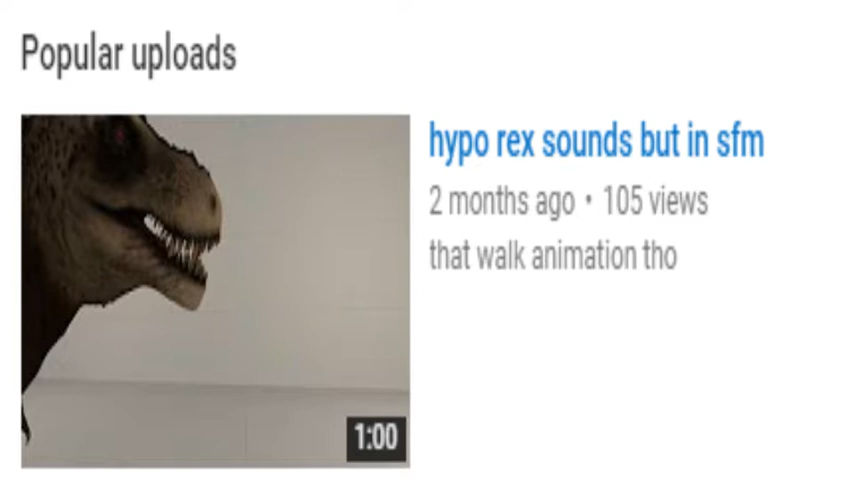 Popular uploads
hypo rex sounds but in sfm
2 months ago • 105 views
that walk animation tho
1:00